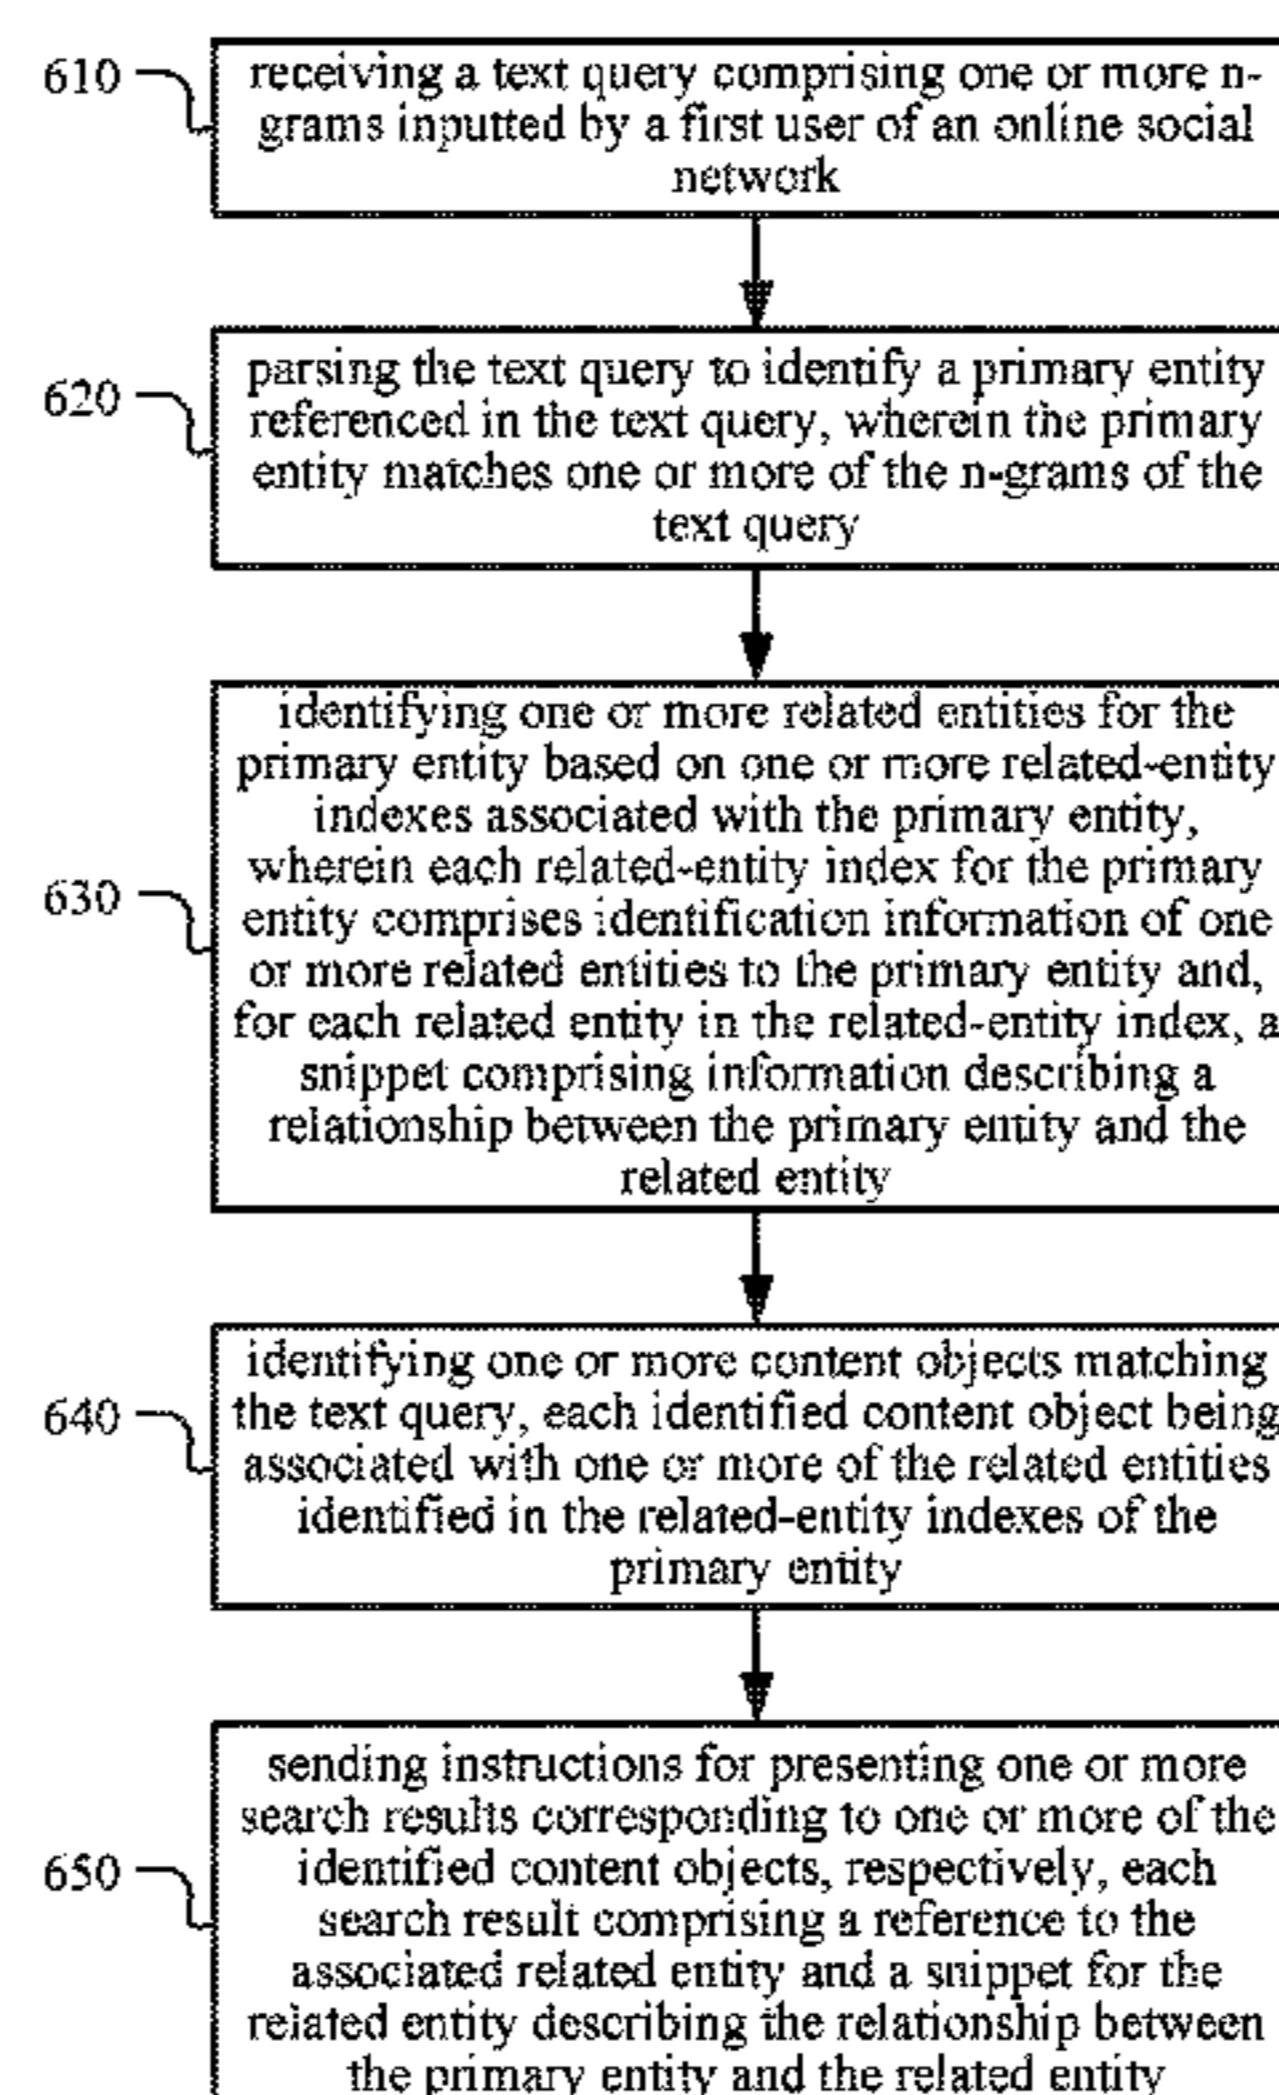 610
receiving a text query comprising one or more n-
grams inputted by a first user of an online social
network
620
parsing the text query to identify a primary entity
referenced in the text query, wherein the primary
entity matches one or more of the n-grams of the
text query
630
identifying one or more related entities for the
primary entity based on one or more related-entity
indexes associated with the primary entity,
wherein each related-entity index for the primary
entity comprises identification information of one
or more related entities to the primary entity and,
for each related entity in the related-entity index, a
snippet comprising information describing a
relationship between the primary entity and the
related entity
640
identifying one or more content objects matching
the text query, each identified content object being
associated with one or more of the related entities
identified in the related-entity indexes of the
primary entity
650
sending instructions for presenting one or more
search results corresponding to one or more of the
identified content objects, respectively, each
search result comprising a reference to the
associated related entity and a snippet for the
related entity describing the relationship between
the primary entity and the related entity